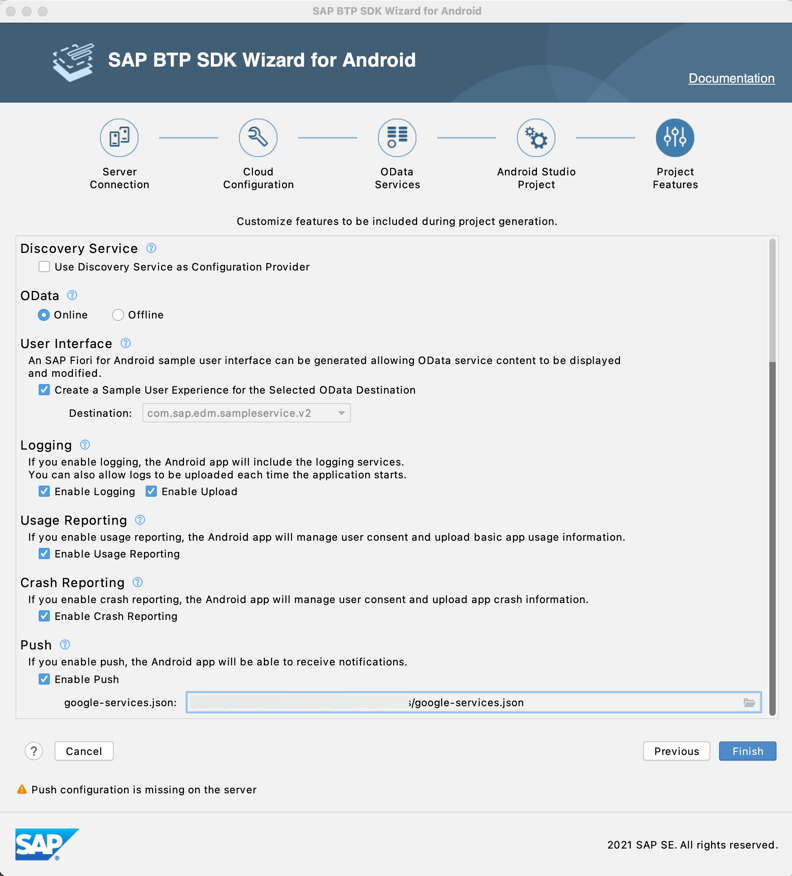 SAP BTP SDK Wizard for Android
SAP BTP SDK Wizard for Android
Documentation
Server
Connection
Cloud
Configuration
OData
Services
Android Studio
Project
Project
Features
Customize features to be included during project generation.
Discovery Service ?
Use Discovery Service as Configuration Provider
OData ?
Online Offline
User Interface ?
An SAP Fiori for Android sample user interface can be generated allowing OData service content to be displayed
and modified.
Create a Sample User Experience for the Selected OData Destination
Destination: com.sap.edm.sampleservice.v2
Logging ?
If you enable logging, the Android app will include the logging services.
You can also allow logs to be uploaded each time the application starts.
Enable Logging Enable Upload
Usage Reporting ?
If you enable usage reporting, the Android app will manage user consent and upload basic app usage information.
Enable Usage Reporting
Crash Reporting ?
If you enable crash reporting, the Android app will manage user consent and upload app crash information.
Enable Crash Reporting
Push ?
If you enable push, the Android app will be able to receive notifications.
Enable Push
google-services.json: /google-services.json
? Cancel Previous Finish
Push configuration is missing on the server
SAP
2021 SAP SE. All rights reserved.